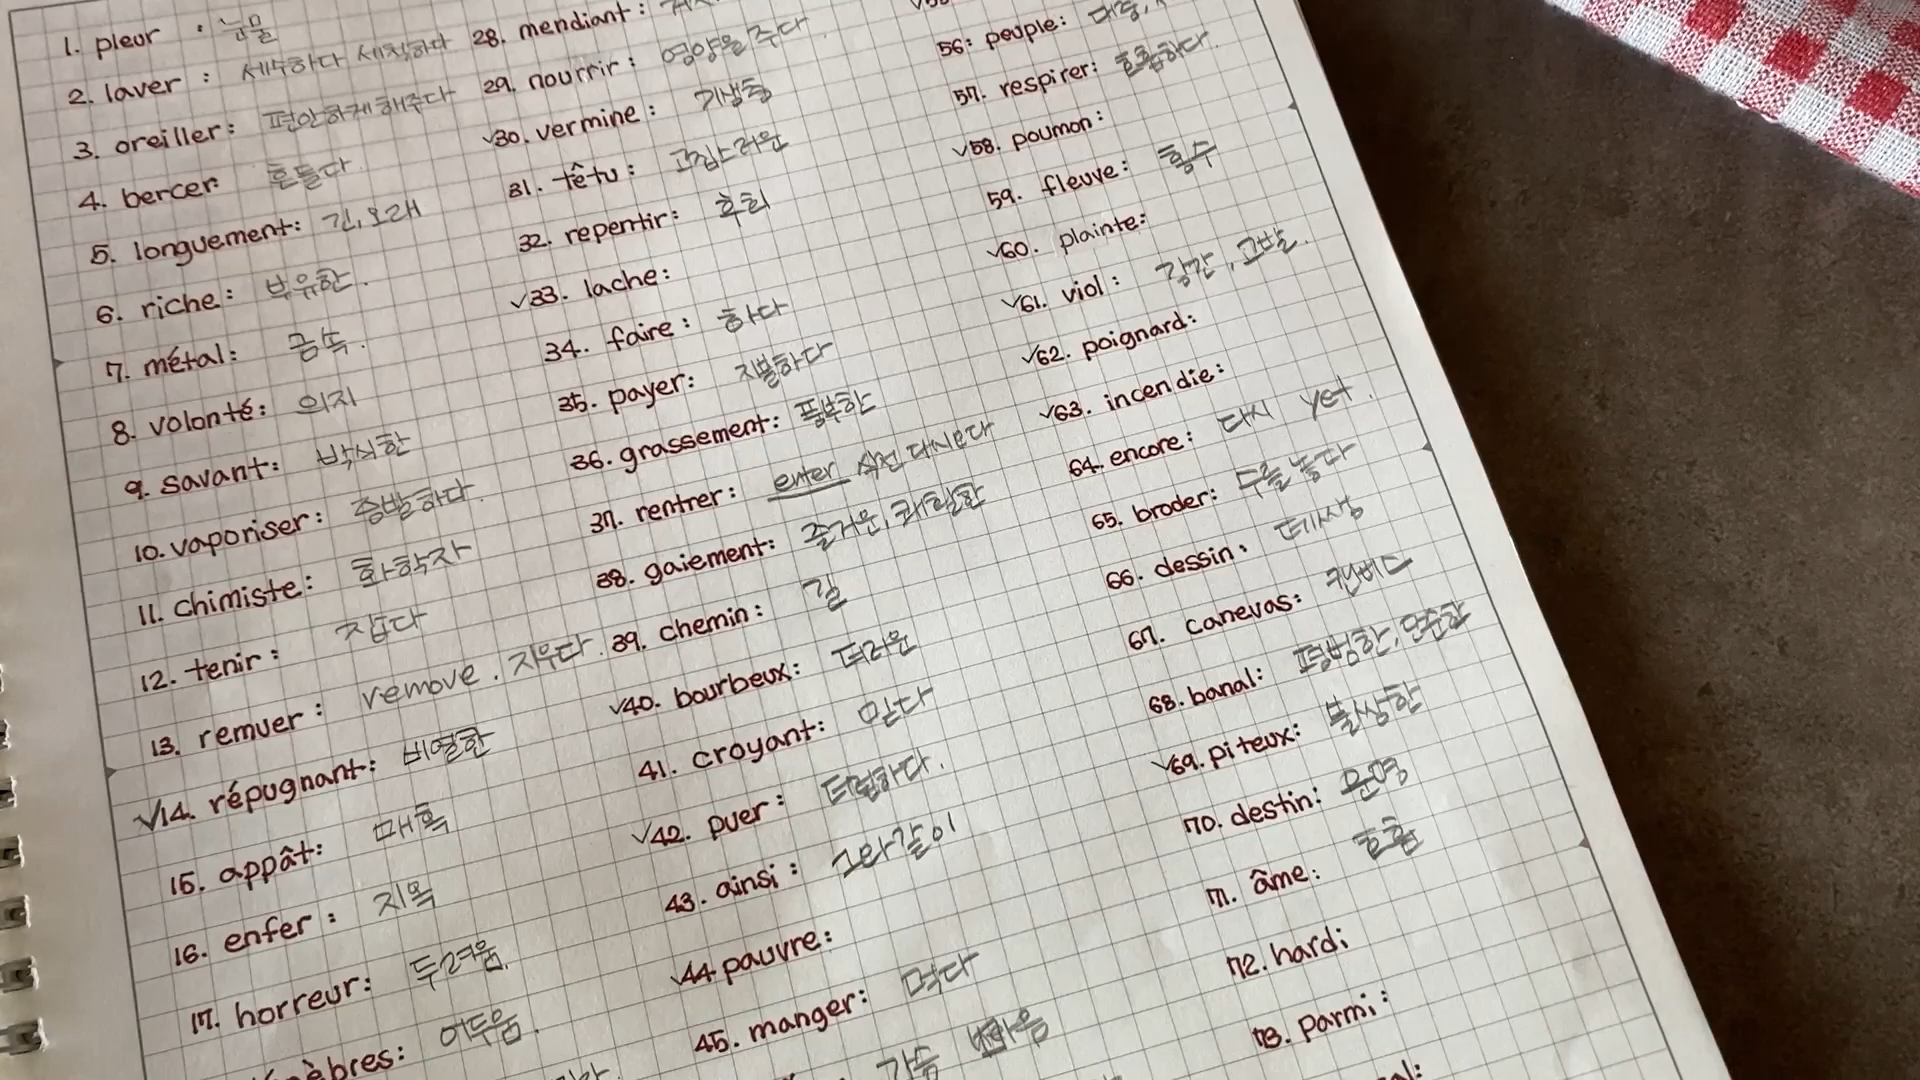 1. pleur : 눈물
2. laver : 세수하다 세척하다
3. oreiller: 편안하게해주다
4. bercer 흔들다.
5. longuement: 긴, 오래
6. riche: 부유한.
7. métal: 금속.
8. volonté: 의지
9. savant: 박식한
10. vaporiser: 증발하다.
11. chimiste: 화학자
12. tenir: 잡다
13. remuer: remove. 지우다.
√14. répugnant: 비열한
15. appât: 매혹
16. enfer: 지옥
17. horreur: 두려움.
èbres: 어두움.
28. mendiant:
29. nourrir: 영양을 주다.
√30. vermine: 기생충
31. têtu: 고집스러운
32. repentir: 후회
√33. lache:
34. faire: 하다
35. payer: 지불하다
36. grassement: 풍부한
37. rentrer: enter 다시오다
38. gaiement: 즐거운, 쾌활한
39. chemin: 길
√40. bourbeux: 더러운
41. croyant: 믿다
√42. puer: 더럽하다.
43. ainsi: 그와같이
√44. pauvre:
45. manger: 먹다
56: peuple: 대중,
57. respirer: 호흡하다.
√58. poumon:
59. fleuve: 홍수
√60. plainte:
√61. viol: 강간, 고발.
√62. poignard:
√63. incendie:
64. encore: 다시 yet.
65. broder: 수를 놓다
66. dessin: 데생
67. canevas: 캔버스
68. banal: 평범한, 단순한
√69. piteux: 불쌍한
70. destin: 운명
71. âme: 호흡
72. hardi:
73. parmi:
al: